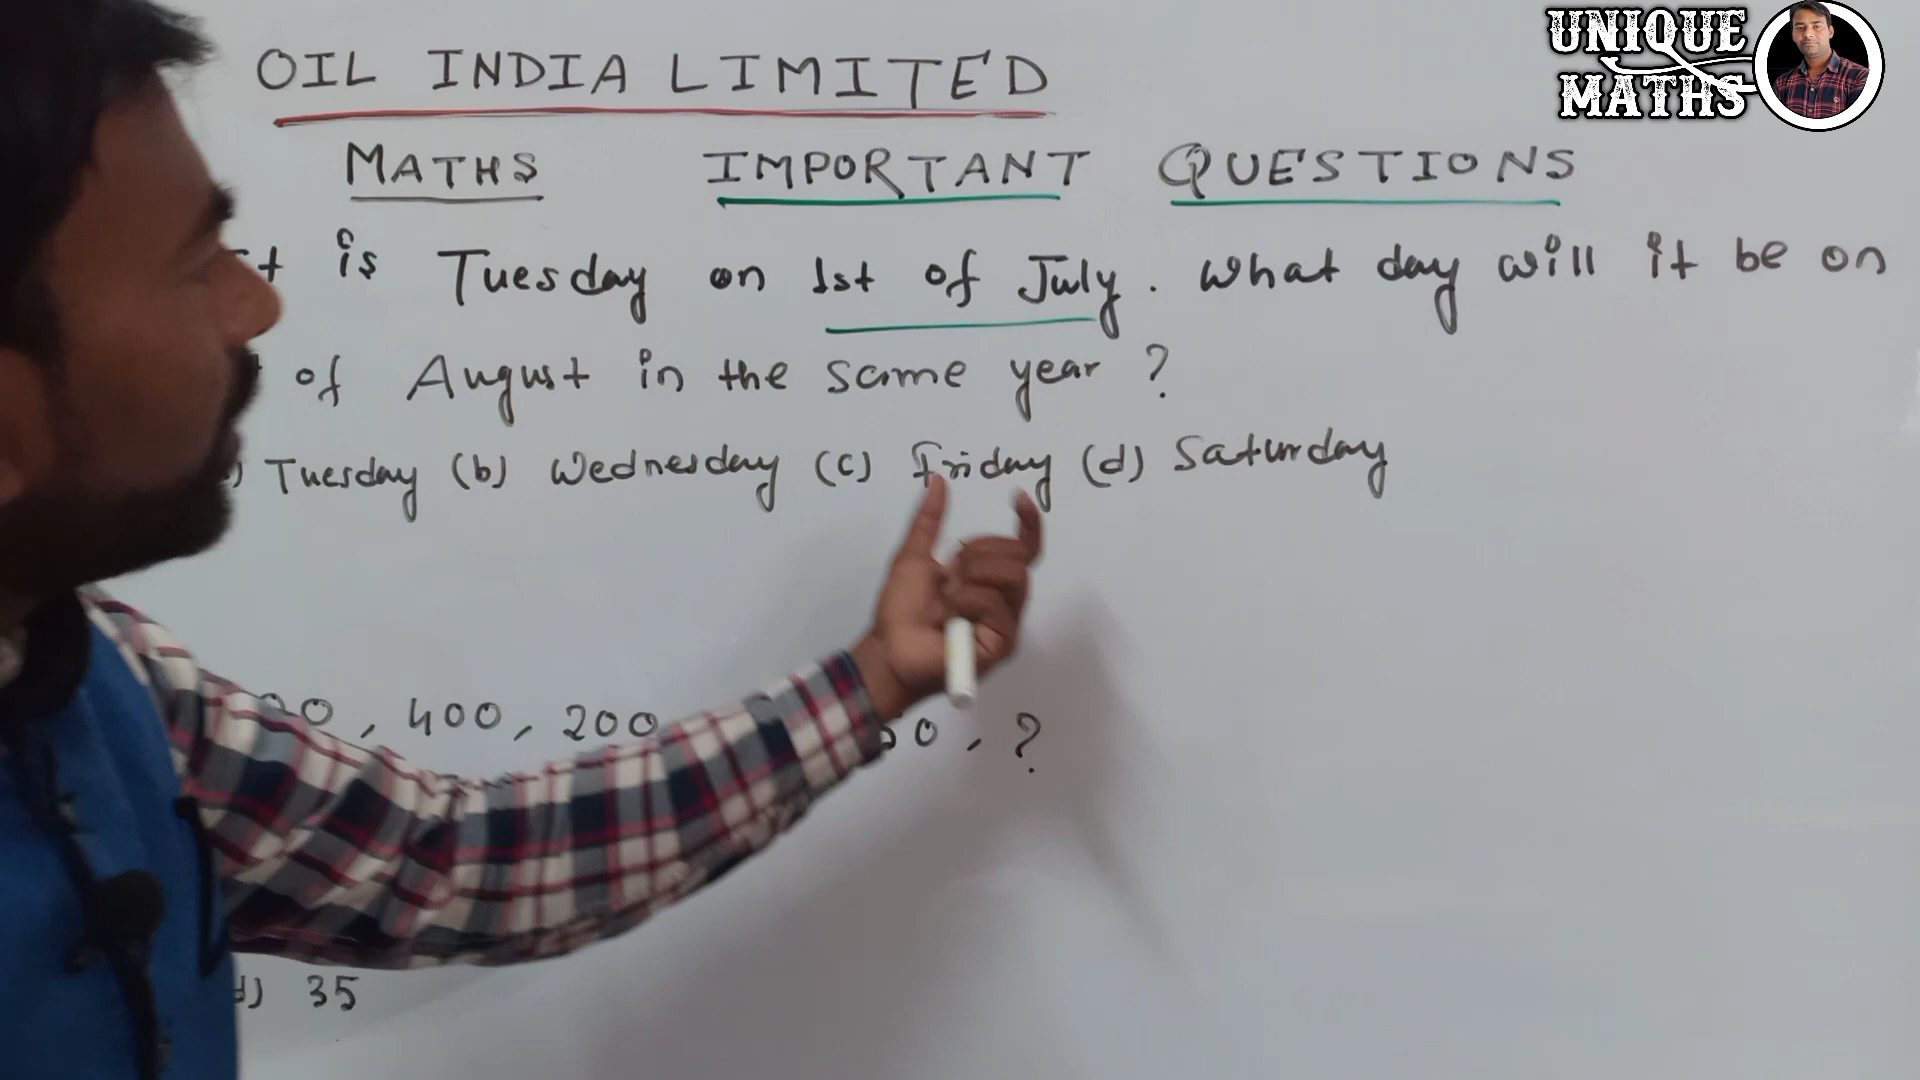 OIL INDIA LIMITED
MATHS IMPORTANT QUESTIONS
is Tuesday on 1st of July. What day will it be on
of August in the same year ?
Tuesday (b) Wednesday (c) Friday (d) Saturday
400, 200
0, ?
35
UNIQUE
MATHS